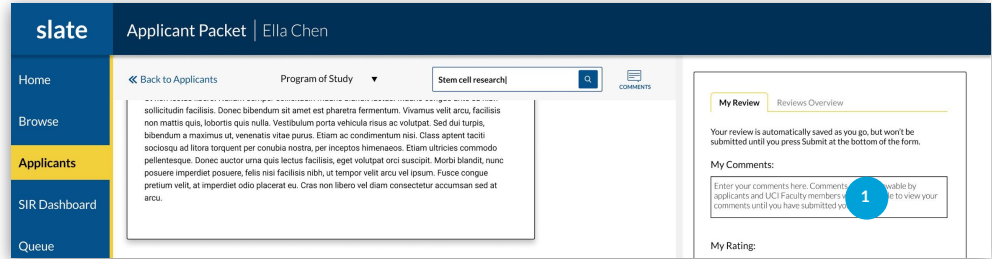 slate
Applicant Packet | Ella Chen
Home
Browse
Applicants
SIR Dashboard
Queue
Back to Applicants
Program of Study
Stem cell research
COMMENTS
sollicitudin facilisis. Donec bibendum sit amet est pharetra fermentum. Vivamus velit arcu, facilisis
non mattis quis, lobortis quis nulla. Vestibulum porta vehicula risus ac volutpat. Sed dui turpis,
bibendum a maximus ut, venenatis vitae purus. Etiam ac condimentum nisi. Class aptent taciti
sociosqu ad litora torquent per conubia nostra, per inceptos himenaeos. Etiam ultricies commodo
pellentesque. Donec auctor urna quis lectus facilisis, eget volutpat orci suscipit. Morbi blandit, nunc
posuere imperdiet posuere, felis nisi facilisis nibh, ut tempor velit arcu vel ipsum. Fusce congue
pretium velit, at imperdiet odio placerat eu. Cras non libero vel diam consectetur accumsan sed at
arcu.
My Review
Reviews Overview
Your review is automatically saved as you go, but won't be
submitted until you press Submit at the bottom of the form.
My Comments:
Enter your comments here. Comments by
applicants and UCI Faculty members to view your
comments until you have submitted
1
My Rating: